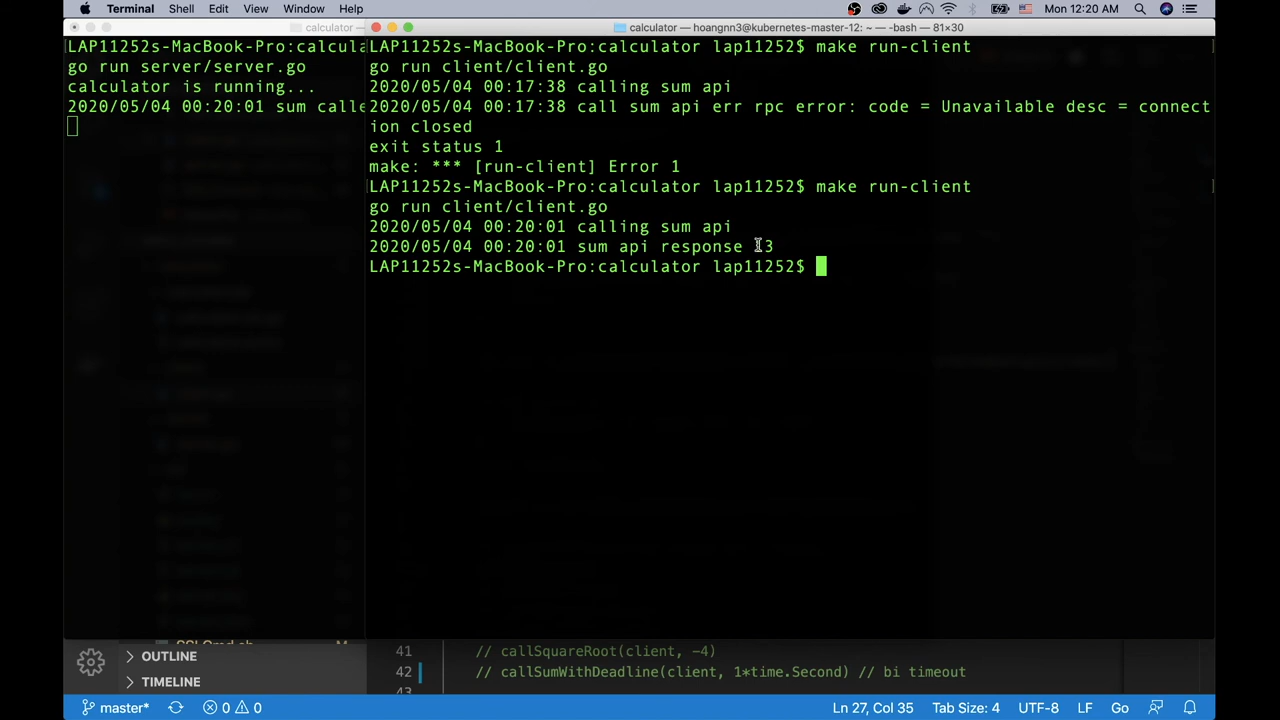 Terminal Shell Edit View Window Help Mon 12:20 AM
calculator —
calculator — hoangnn3@kubernetes-master-12: ~ — -bash — 81×30
LAP11252s-MacBook-Pro:calcula
go run server/server.go
calculator is running...
2020/05/04 00:20:01 sum calle
LAP11252s-MacBook-Pro:calculator lap11252$ make run-client
go run client/client.go
2020/05/04 00:17:38 calling sum api
2020/05/04 00:17:38 call sum api err rpc error: code = Unavailable desc = connect
ion closed
exit status 1
make: *** [run-client] Error 1
LAP11252s-MacBook-Pro:calculator lap11252$ make run-client
go run client/client.go
2020/05/04 00:20:01 calling sum api
2020/05/04 00:20:01 sum api response
LAP11252s-MacBook-Pro:calculator lap11252$
OUTLINE
TIMELINE
41 // callSquareRoot(client, -4)
42 // callSumWithDeadline(client, 1*time.Second) // bi timeout
43
master* 0 0 Ln 27, Col 35 Tab Size: 4 UTF-8 LF Go